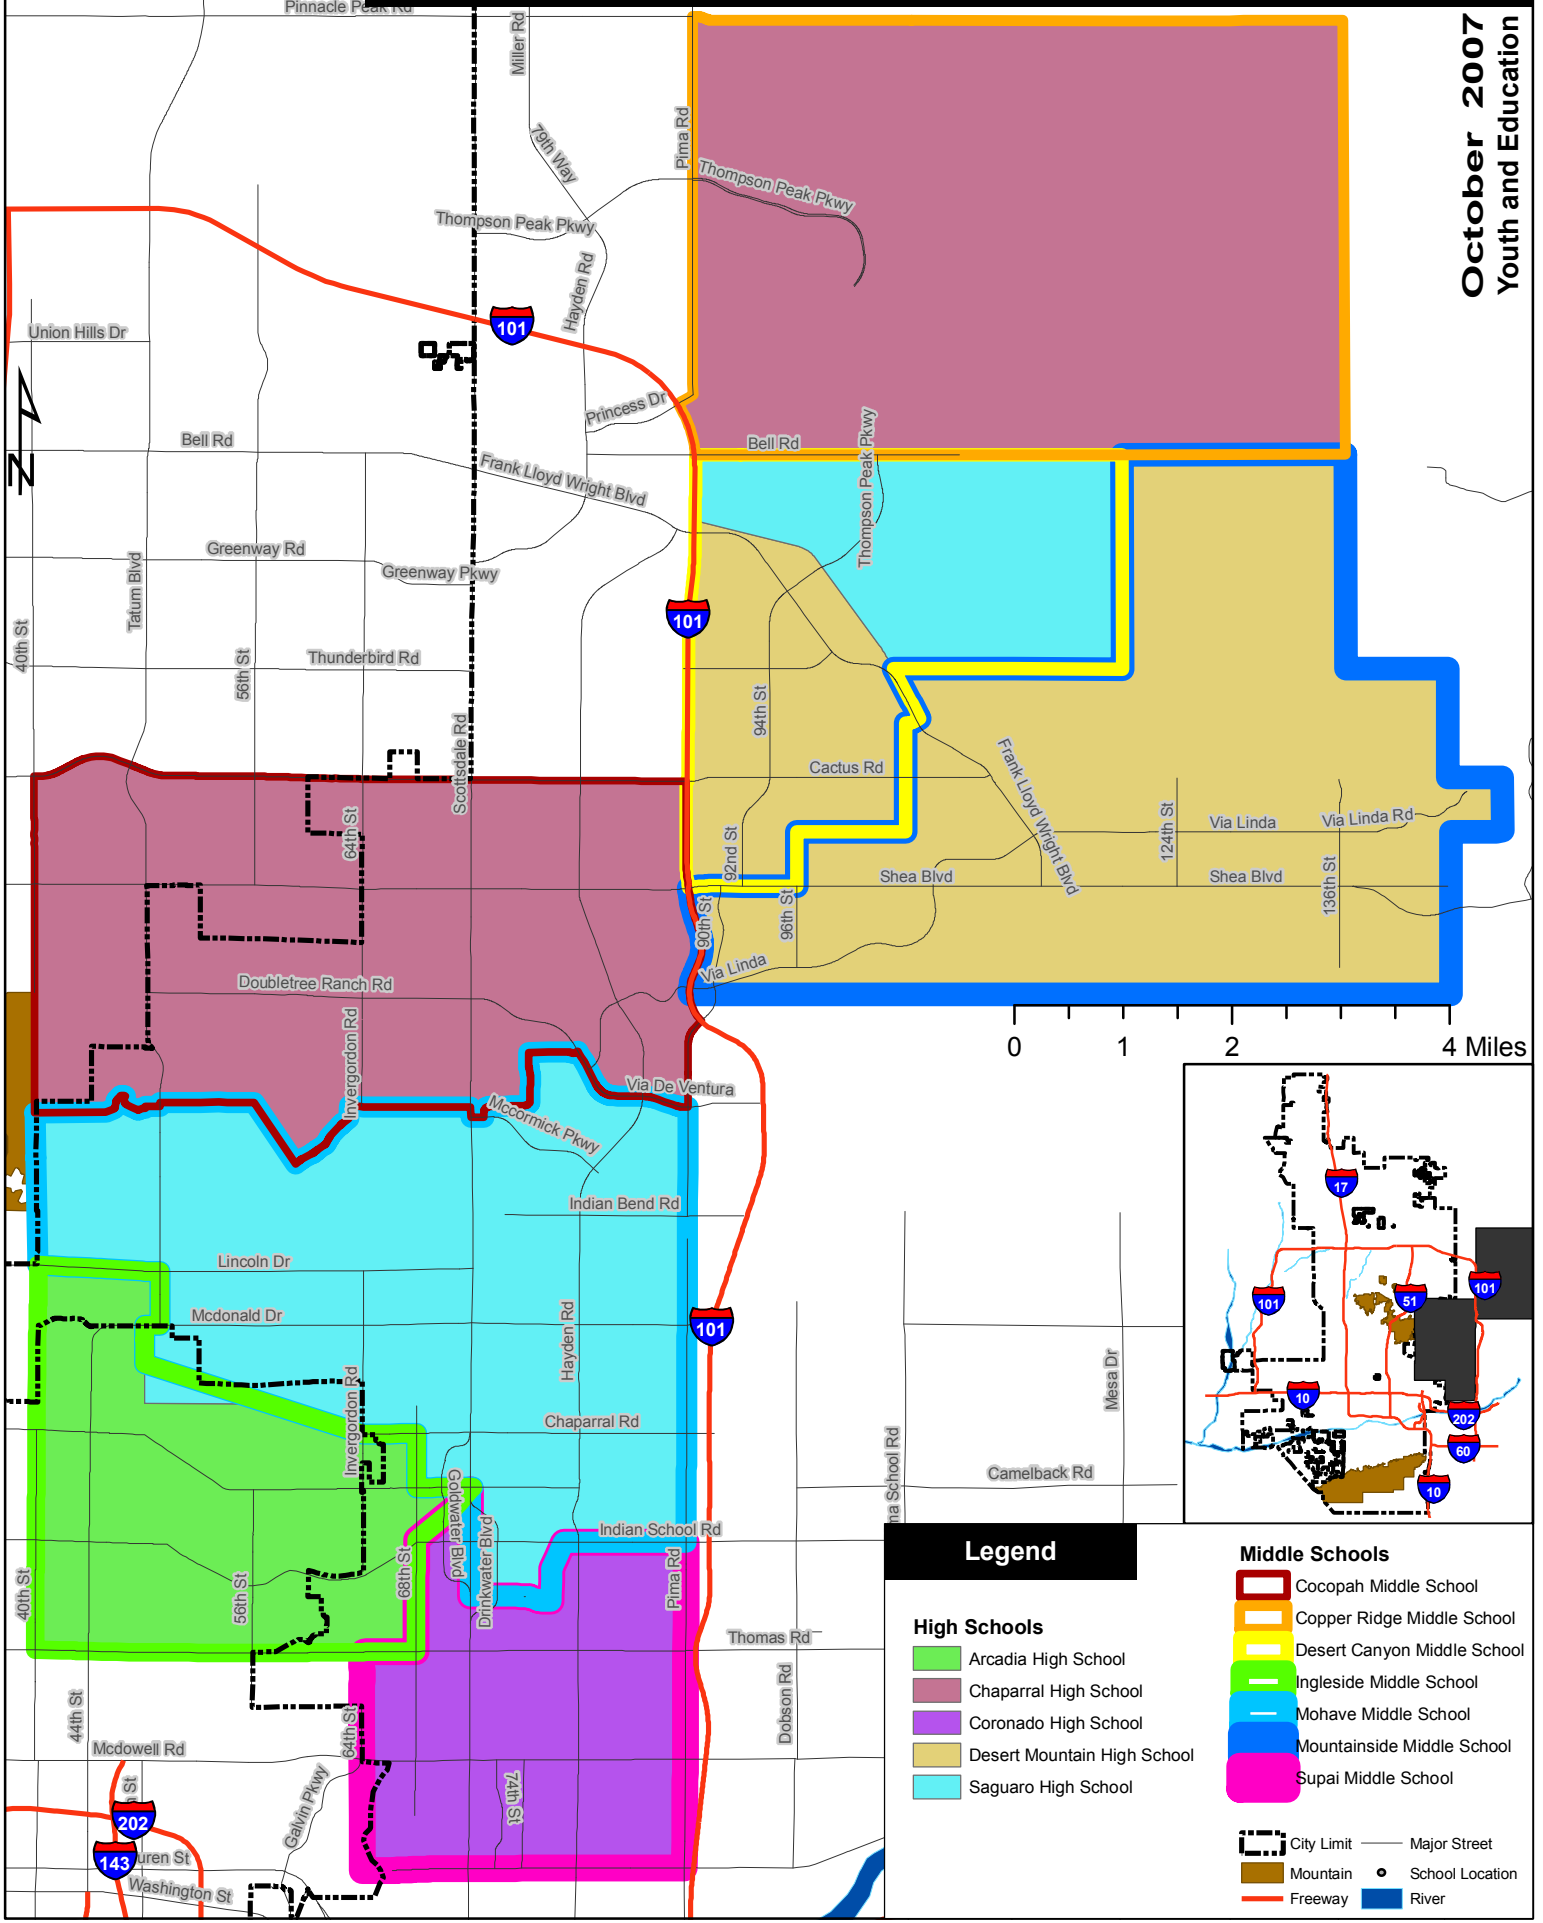 Pinnacle Peak Rd
Miller Rd
October 2007
Youth and Education
79th Way
Pima Rd
Thompson Peak Pkwy
Thompson Peak Pkwy
Hayden Rd
101
Union Hills Dr
Princess Dr
Bell Rd
Bell Rd
Thompson Peak Pkwy
N
Frank Lloyd Wright Blvd
Greenway Rd
Greenway Pkwy
Tatum Blvd
101
40th St
56th St
Thunderbird Rd
94th St
Scottsdale Rd
Cactus Rd
Frank Lloyd Wright Blvd
64th St
92nd St
124th St
Via Linda
Via Linda Rd
Shea Blvd
Shea Blvd
136th St
90th St
96th St
Via Linda
Doubletree Ranch Rd
Invergordon Rd
0 1 2 4 Miles
Via De Ventura
Mccormick Pkwy
Indian Bend Rd
17
Lincoln Dr
Mcdonald Dr
Hayden Rd
101
101
51
101
Invergordon Rd
Mesa Dr
10
202
60
10
Chaparral Rd
Camelback Rd
ma School Rd
Goldwater Blvd
Drinkwater Blvd
Indian School Rd
68th St
Pima Rd
40th St
56th St
Thomas Rd
Dobson Rd
44th St
64th St
Mcdowell Rd
74th St
Galvin Pkwy
St
202
143
uren St
Washington St
Legend
High Schools
Arcadia High School
Chaparral High School
Coronado High School
Desert Mountain High School
Saguaro High School
Middle Schools
Cocopah Middle School
Copper Ridge Middle School
Desert Canyon Middle School
Ingleside Middle School
Mohave Middle School
Mountainside Middle School
Supai Middle School
City Limit
Major Street
Mountain
School Location
Freeway
River